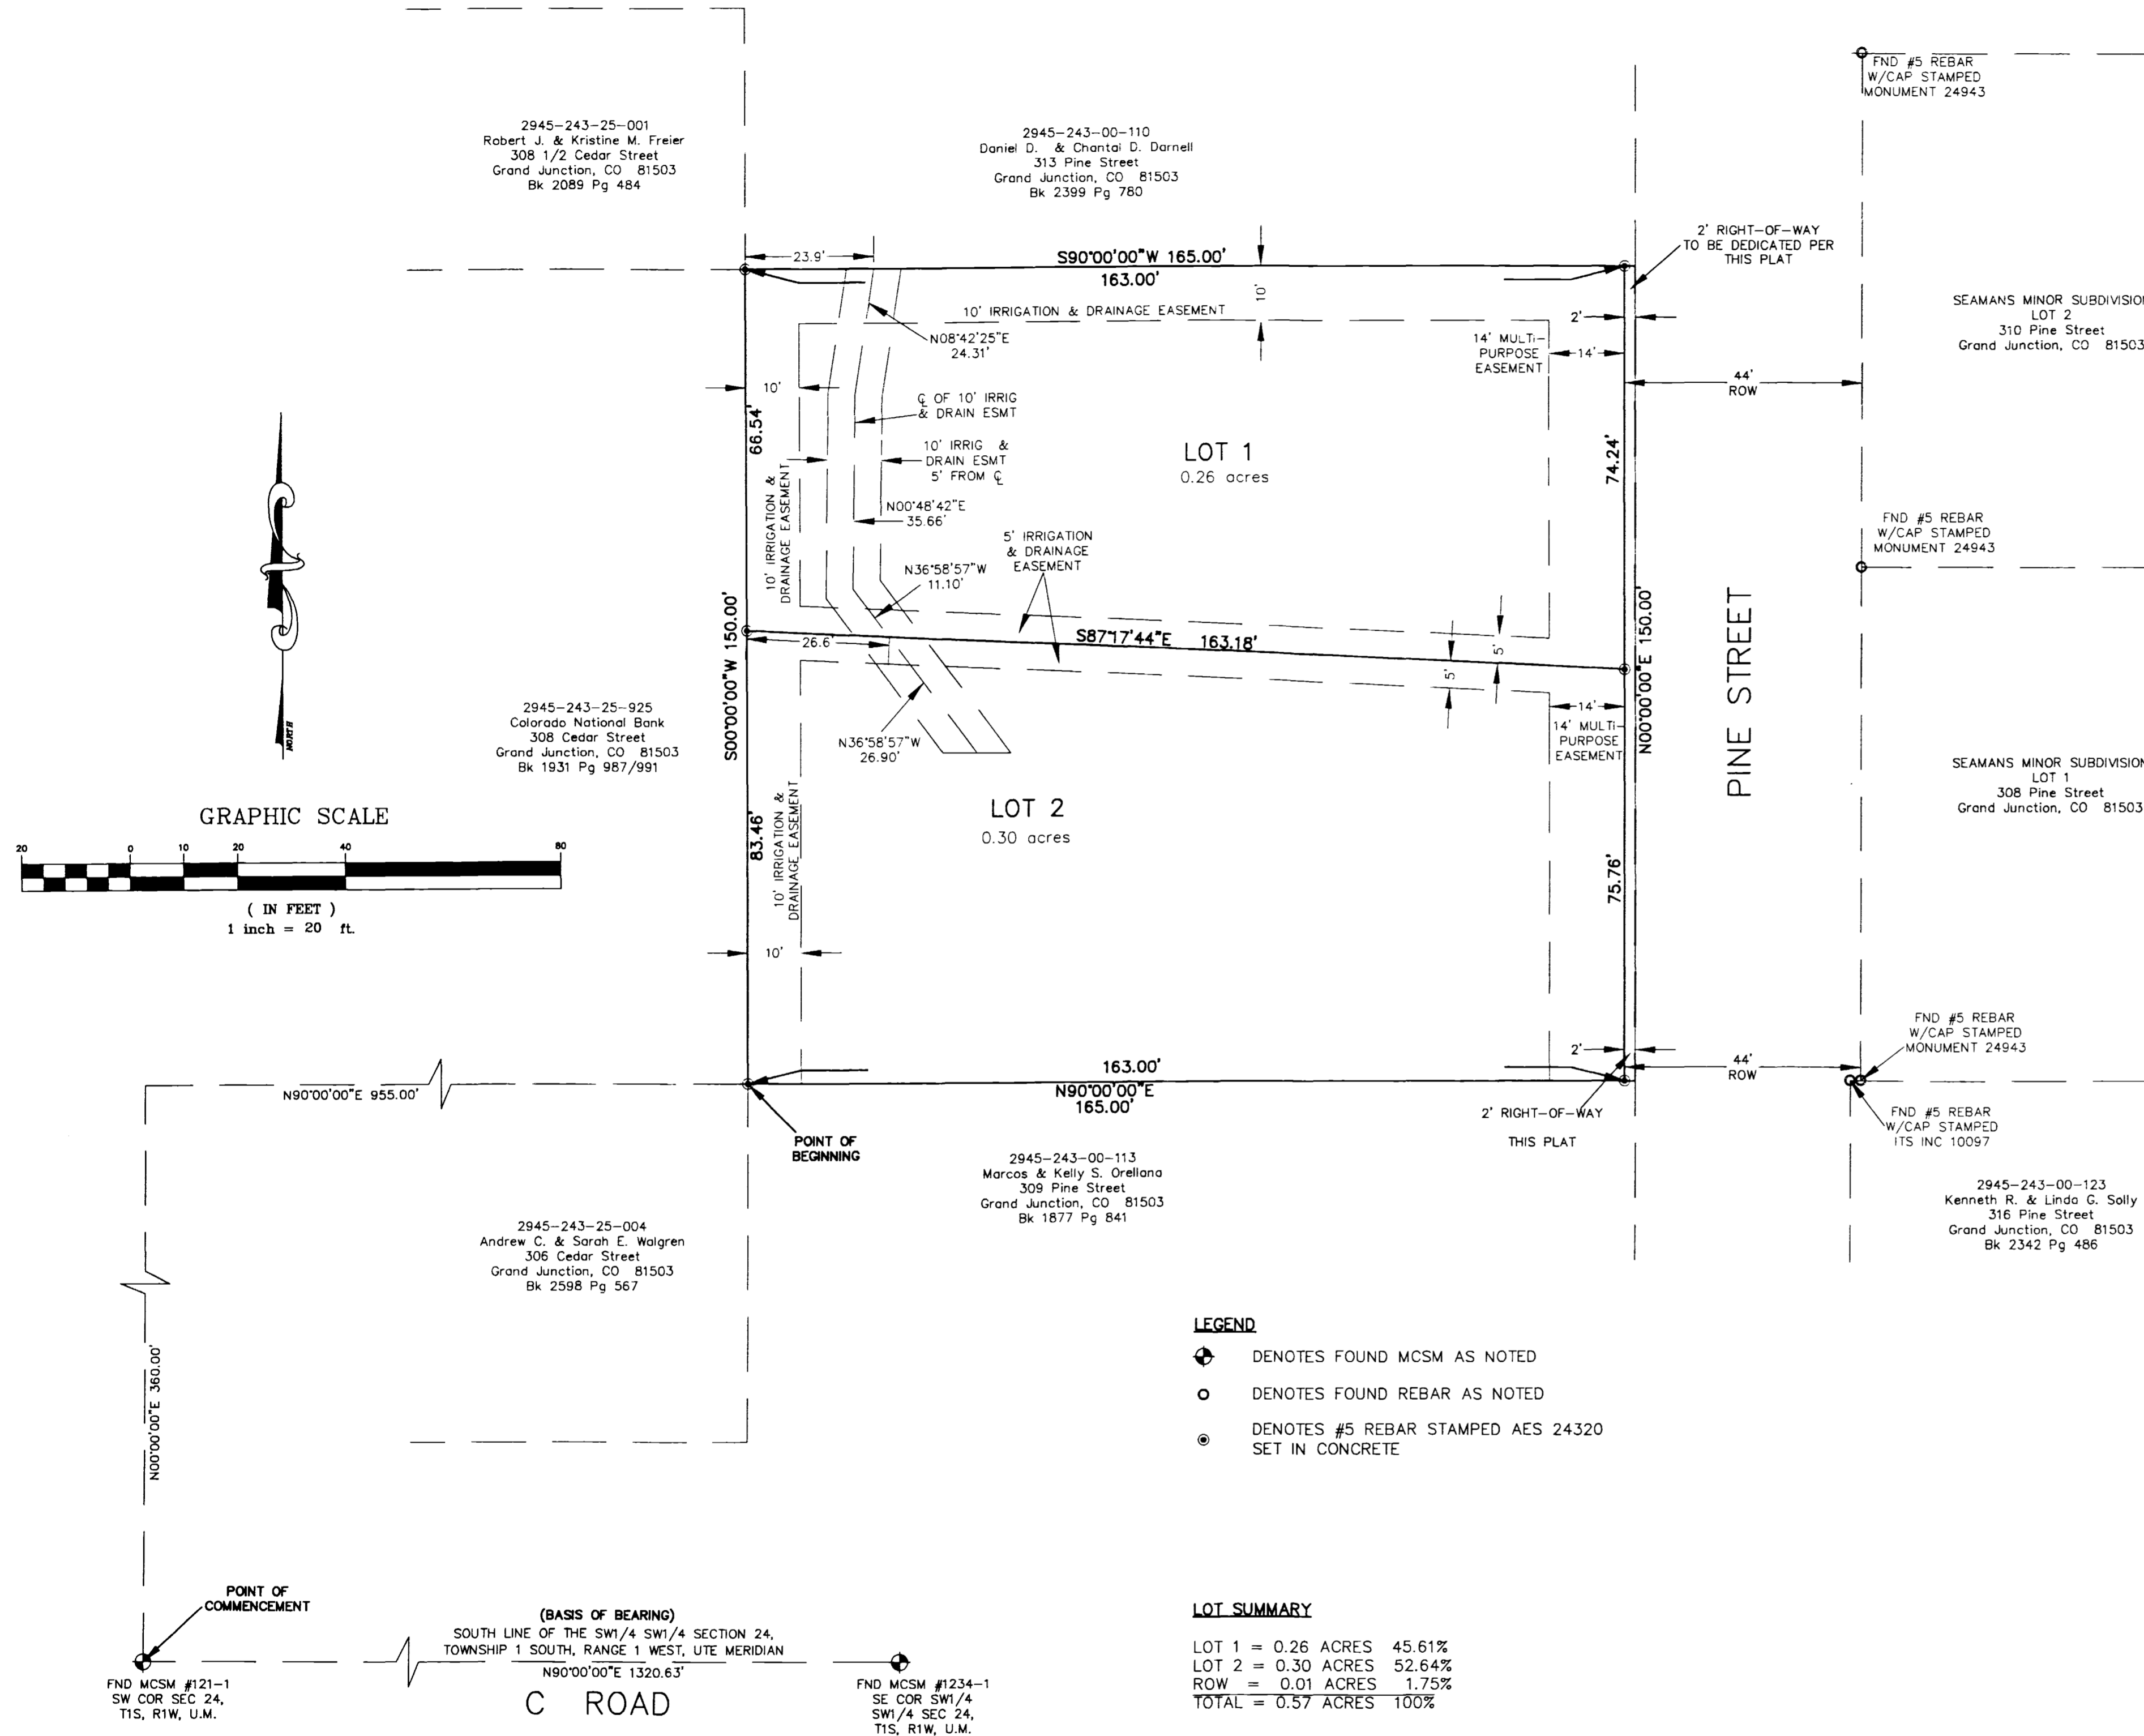 FND #5 REBAR
W/CAP STAMPED
MONUMENT 24943
2945-243-25-001
Robert J. & Kristine M. Freier
308 1/2 Cedar Street
Grand Junction, CO 81503
Bk 2089 Pg 484
2945-243-00-110
Daniel D. & Chantal D. Darnell
313 Pine Street
Grand Junction, CO 81503
Bk 2399 Pg 780
2' RIGHT-OF-WAY
TO BE DEDICATED PER
THIS PLAT
23.9'
S90°00'00"W 165.00'
163.00'
10'
10' IRRIGATION & DRAINAGE EASEMENT
2'
SEAMANS MINOR SUBDIVISION
LOT 2
310 Pine Street
Grand Junction, CO 81503
N08°42'25"E
24.31'
14' MULTI-
PURPOSE
EASEMENT
14'
44'
ROW
10'
66.54'
℄ OF 10' IRRIG
& DRAIN ESMT
10' IRRIG &
DRAIN ESMT
5' FROM ℄
LOT 1
0.26 acres
74.24'
10' IRRIGATION &
DRAINAGE EASEMENT
N00°48'42"E
35.66'
5' IRRIGATION
& DRAINAGE
EASEMENT
N36°58'57"W
11.10'
FND #5 REBAR
W/CAP STAMPED
MONUMENT 24943
S00°00'00"W 150.00'
26.6'
S87°17'44"E 163.18'
5'
5'
N00°00'00"E 150.00'
PINE STREET
NORTH
2945-243-25-925
Colorado National Bank
308 Cedar Street
Grand Junction, CO 81503
Bk 1931 Pg 987/991
N36°58'57"W
26.90'
14'
14' MULTI-
PURPOSE
EASEMENT
SEAMANS MINOR SUBDIVISION
LOT 1
308 Pine Street
Grand Junction, CO 81503
GRAPHIC SCALE
20 0 10 20 40 80
( IN FEET )
1 inch = 20 ft.
83.46'
10' IRRIGATION &
DRAINAGE EASEMENT
LOT 2
0.30 acres
75.76'
10'
FND #5 REBAR
W/CAP STAMPED
MONUMENT 24943
2'
44'
ROW
163.00'
N90°00'00"E
165.00'
N90°00'00"E 955.00'
POINT OF
BEGINNING
2' RIGHT-OF-WAY
THIS PLAT
FND #5 REBAR
W/CAP STAMPED
ITS INC 10097
2945-243-00-113
Marcos & Kelly S. Orellana
309 Pine Street
Grand Junction, CO 81503
Bk 1877 Pg 841
2945-243-00-123
Kenneth R. & Linda G. Solly
316 Pine Street
Grand Junction, CO 81503
Bk 2342 Pg 486
2945-243-25-004
Andrew C. & Sarah E. Walgren
306 Cedar Street
Grand Junction, CO 81503
Bk 2598 Pg 567
N00°00'00"E 360.00'
LEGEND
DENOTES FOUND MCSM AS NOTED
DENOTES FOUND REBAR AS NOTED
DENOTES #5 REBAR STAMPED AES 24320
SET IN CONCRETE
POINT OF
COMMENCEMENT
(BASIS OF BEARING)
SOUTH LINE OF THE SW1/4 SW1/4 SECTION 24,
TOWNSHIP 1 SOUTH, RANGE 1 WEST, UTE MERIDIAN
N90°00'00"E 1320.63'
C ROAD
FND MCSM #121-1
SW COR SEC 24,
T1S, R1W, U.M.
FND MCSM #1234-1
SE COR SW1/4
SW1/4 SEC 24,
T1S, R1W, U.M.
LOT SUMMARY
LOT 1 = 0.26 ACRES 45.61%
LOT 2 = 0.30 ACRES 52.64%
ROW = 0.01 ACRES 1.75%
TOTAL = 0.57 ACRES 100%